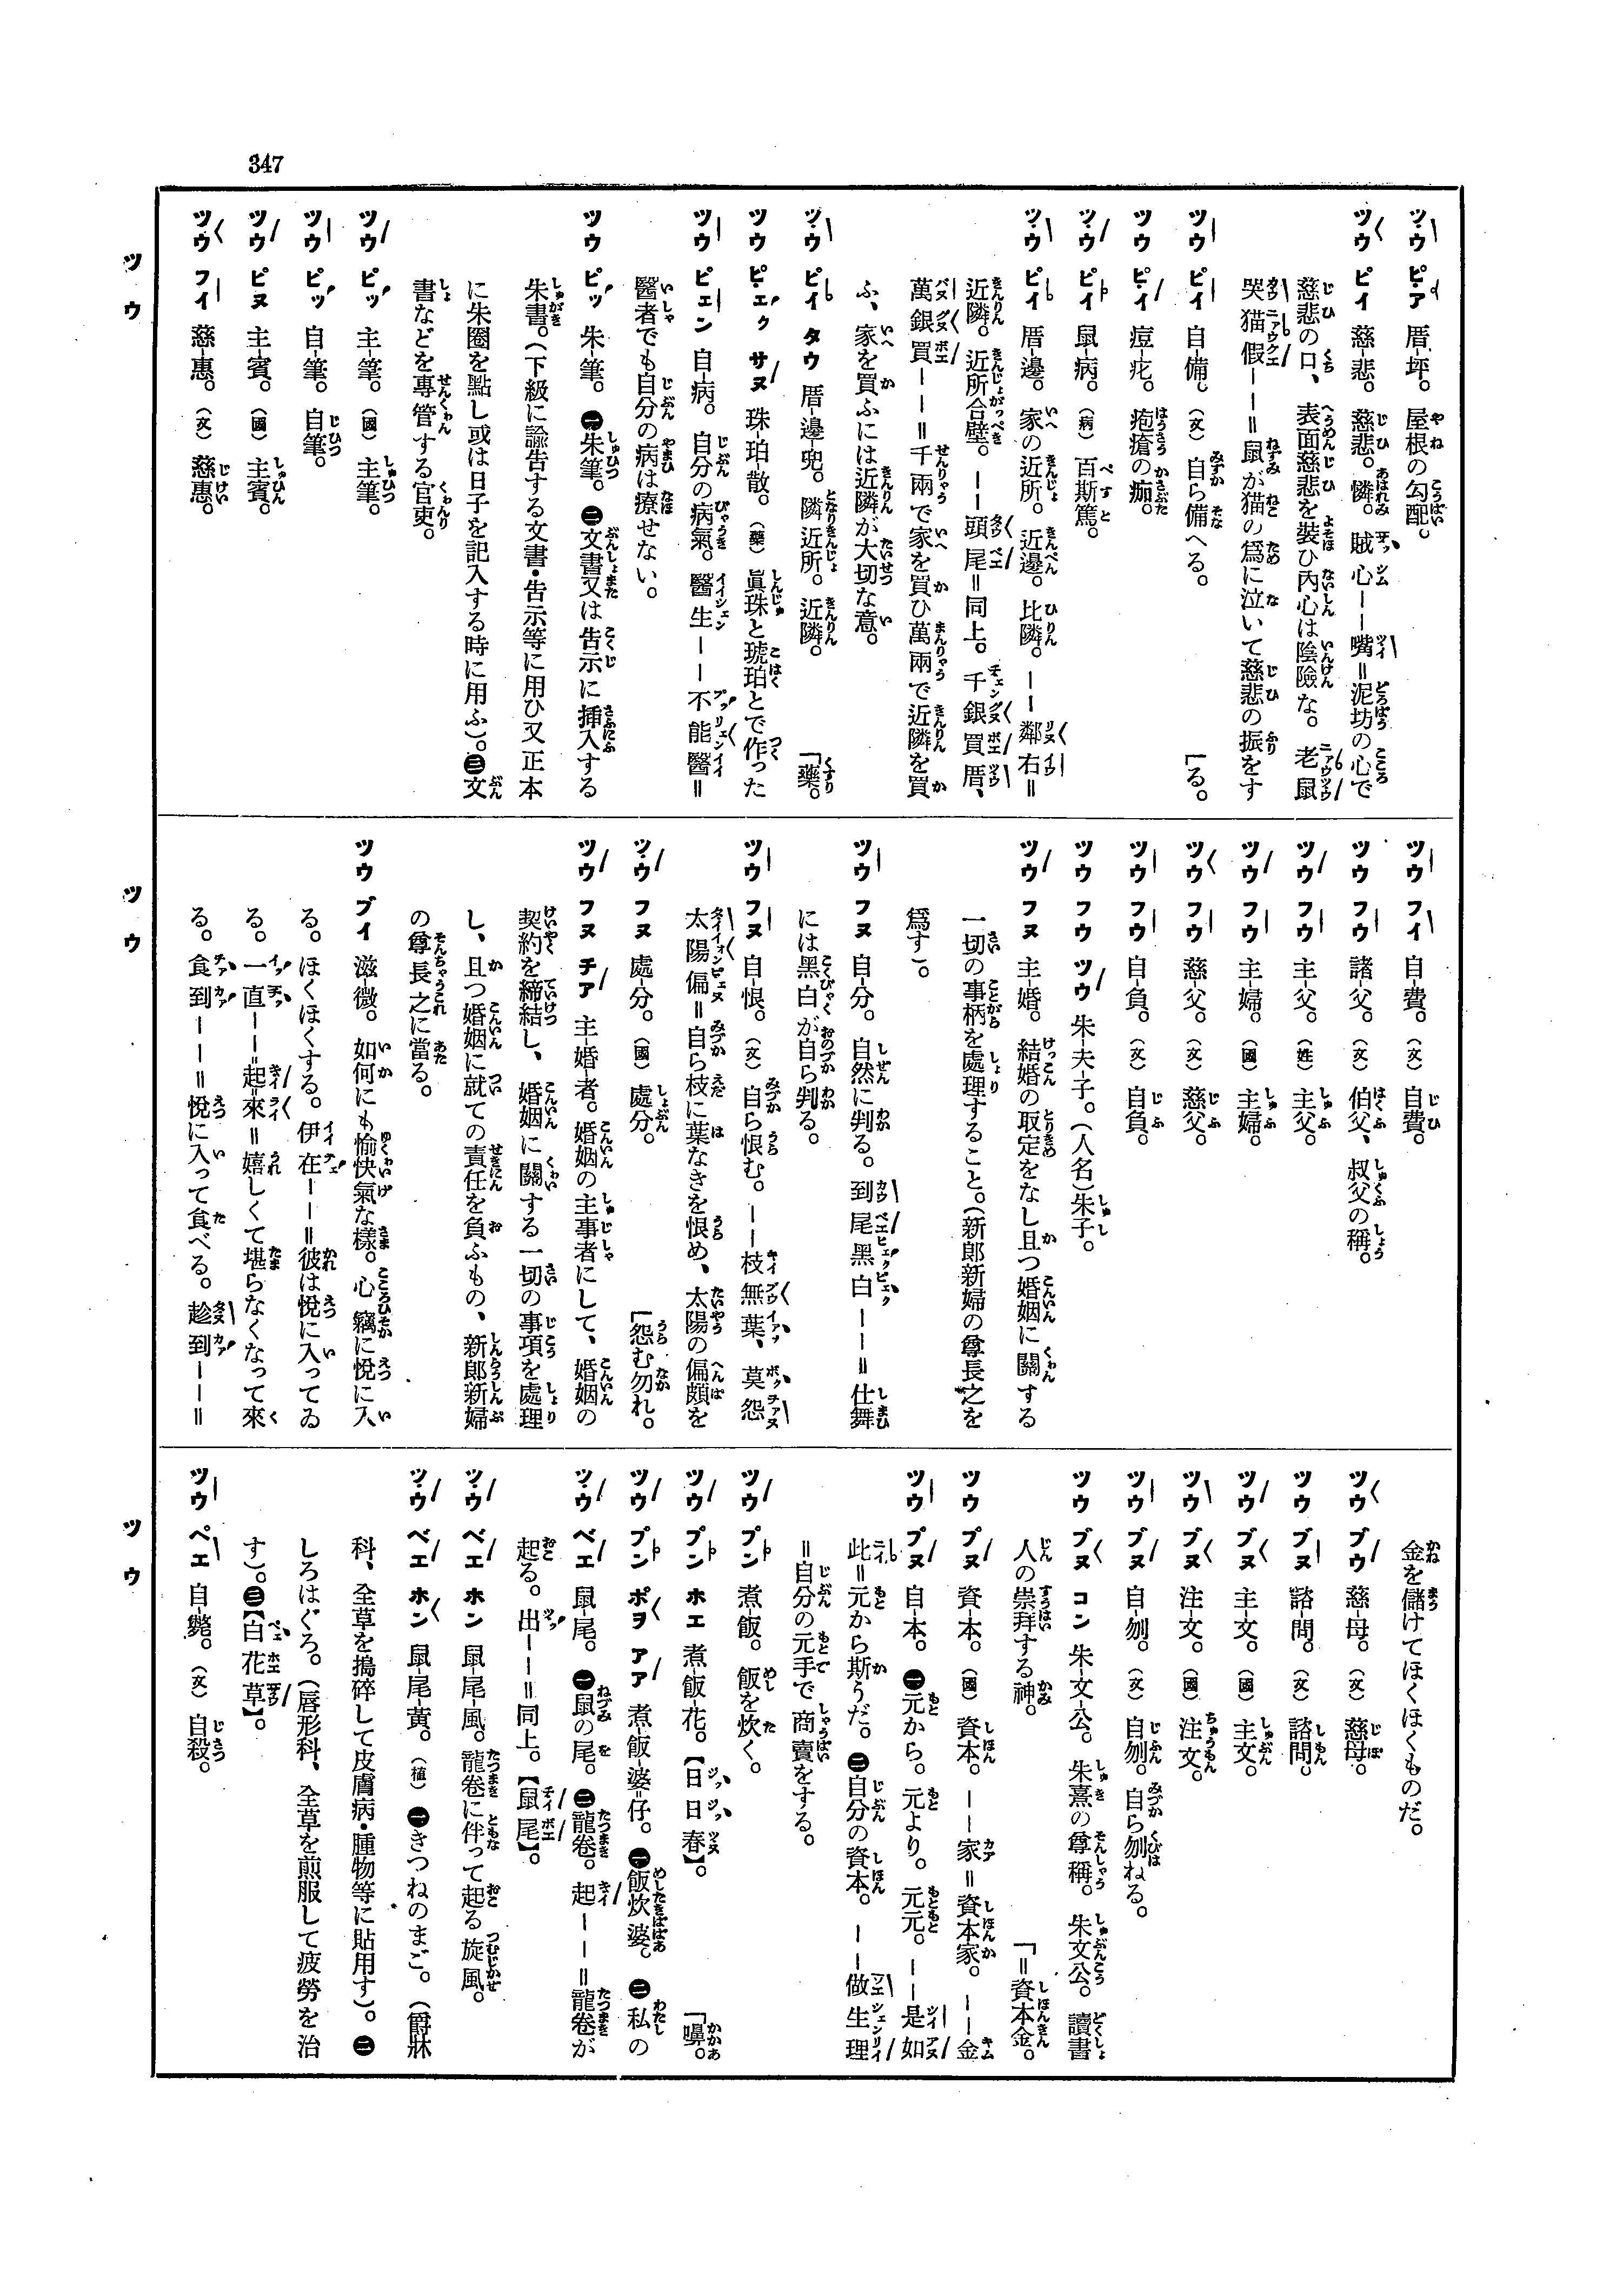 347
ツウ ピア 厝-坪。屋根の勾配。
ツウ ピイ 慈-悲。慈悲。憐。賊心——嘴=泥坊の心で
慈悲の口、表面慈悲を裝ひ內心は陰險な。老鼠
哭猫假——=鼠が猫の爲に泣いて慈悲の振をす
ツウ ピイ 自-備。(文)自ら備へる。 「る。
ツウ ピイ 痘-疕。疱瘡の痂。
ツウ ピイ 鼠-病。(病)百斯篤。
ツウ ピイ 厝-邊。家の近所。近邊。比隣。——鄰右=
近隣。近所合壁。——頭尾=同上。千銀買厝、
萬銀買——=千兩で家を買ひ萬兩で近隣を買
ふ、家を買ふには近隣が大切な意。
ツウ ピイ タウ 厝-邊-兜。隣近所。近隣。 「藥。
ツウ ピェク サヌ 珠-珀-散。(藥)眞珠と琥珀とで作った
ツウ ピェン 自-病。自分の病氣。醫生——不能醫=
醫者でも自分の病は療せない。
ツウ ピッ 朱-筆。㊀朱筆。㊁文書又は告示に揷入する
朱書。(下級に諭告する文書・告示等に用ひ又正本
に朱圈を點し或は日子を記入する時に用ふ)。㊂文
書などを專管する官吏。
ツウ ピッ 主-筆。(國)主筆。
ツウ ピッ 自-筆。自筆。
ツウ ピヌ 主-賓。(國)主賓。
ツウ フイ 慈-惠。(文)慈惠。
ツウ
ツウ フイ 自-費。(文)自費。
ツウ フウ 諸-父。(文)伯父、叔父の稱。
ツウ フウ 主-父。(姓)主父。
ツウ フウ 主-婦。(國)主婦。
ツウ フウ 慈-父。(文)慈父。
ツウ フウ 自-負。(文)自負。
ツウ フウ ツウ 朱-夫-子。(人名)朱子。
ツウ フヌ 主-婚。結婚の取定をなし且つ婚姻に關する
一切の事柄を處理すること。(新郎新婦の尊長之を
爲す)。
ツウ フヌ 自-分。自然に判る。到尾黑白——=仕舞
には黑白が自ら判る。
ツウ フヌ 自-恨。(文)自ら恨む。——枝無葉、莫怨
太陽偏=自ら枝に葉なきを恨め、太陽の偏頗を
ツウ フヌ 處-分。(國)處分。 「怨む勿れ。
ツウ フヌ チア 主-婚-者。婚姻の主事者にして、婚姻の
契約を締結し、婚姻に關する一切の事項を處理
し、且つ婚姻に就ての責任を負ふもの、新郎新婦
の尊長之に當る。
ツウ ブイ 滋-微。如何にも愉快氣な樣。心竊に悅に入
る。ほくほくする。伊在——=彼は悅に入ってゐ
る。一直——起來=嬉しくて堪らなくなって來
る。食到——=悅に入って食べる。趁到——=
ツウ
金を儲けてほくほくものだ。
ツウ ブウ 慈-母。(文)慈母。
ツウ ブヌ 諮-問。(文)諮問。
ツウ ブヌ 主-文。(國)主文。
ツウ ブヌ 注-文。(國)注文。
ツウ ブヌ 自-刎。(文)自刎。自ら刎ねる。
ツウ ブヌ コン 朱-文-公。朱熹の尊稱。朱文公。讀書
人の崇拜する神。 「=資本金。
ツウ プヌ 資-本。(國)資本。——家=資本家。——金
ツウ プヌ 自-本。㊀元から。元より。元元。——是如
此=元から斯うだ。㊁自分の資本。——做生理
=自分の元手で商賣をする。
ツウ プン 煮-飯。飯を炊く。
ツウ プン ホエ 煮-飯-花。【日日春】。 「嚊。
ツウ プン ポヲ アア 煮-飯-婆-仔。㊀飯炊婆。㊁私の
ツウ ベエ 鼠-尾。㊀鼠の尾。㊁龍卷。起——=龍卷が
起る。出——=同上。【鼠尾】。
ツウ ベエ ホン 鼠-尾-風。龍卷に伴って起る旋風。
ツウ ベエ ホン 鼠-尾-黃。(植)㊀きつねのまご。(爵牀
科、全草を搗碎して皮膚病・腫物等に貼用す)。㊁
しろはぐろ。(唇形科、全草を煎服して疲勞を治
す)。㊂【白花草】。
ツウ ペエ 自-斃。(文)自殺。
ツウ